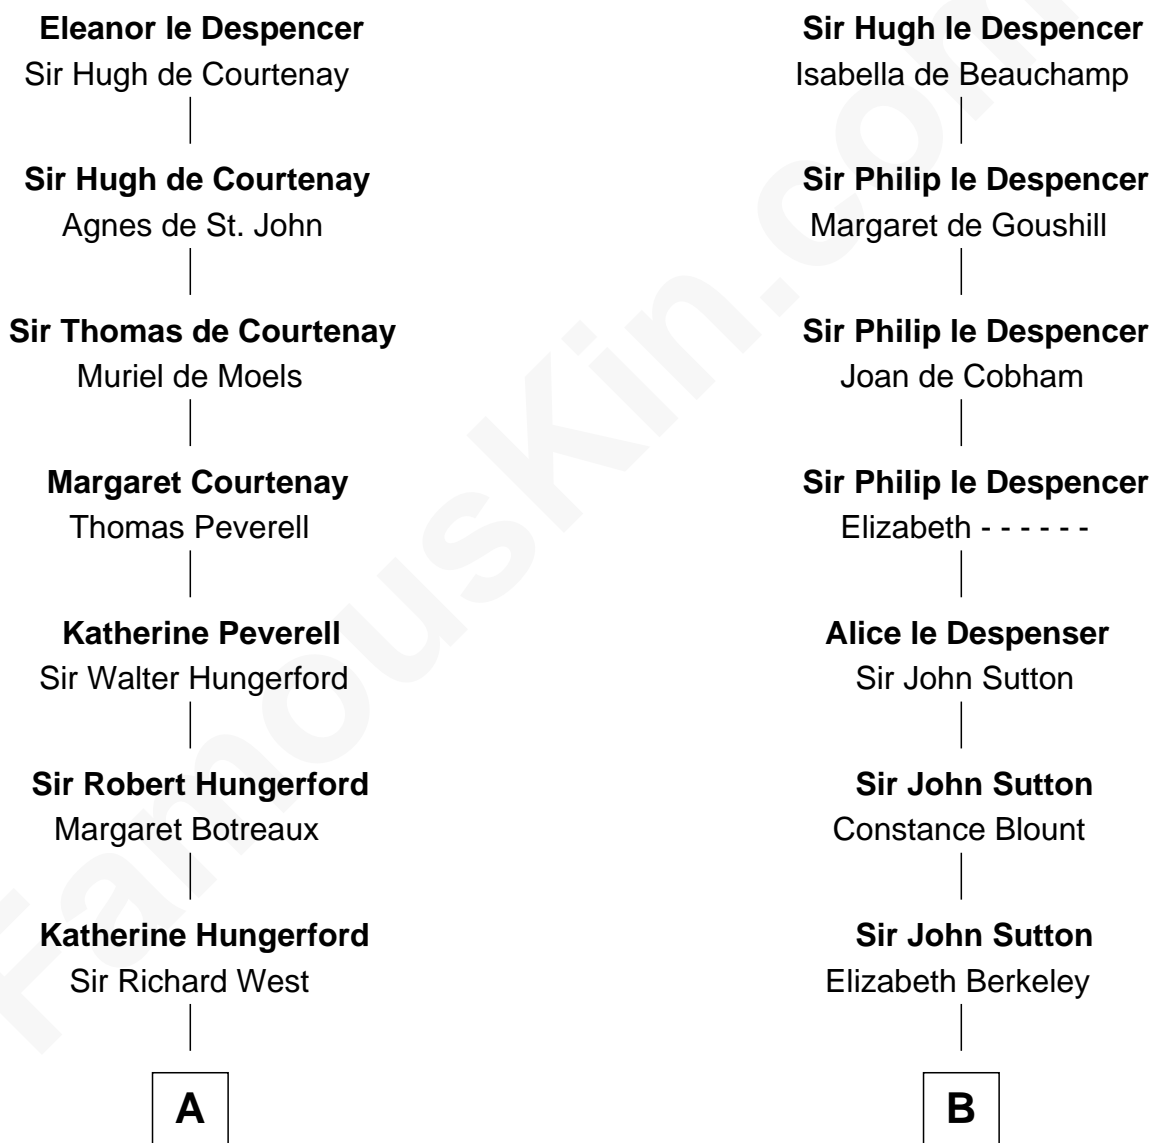 Eleanor le Despencer
Sir Hugh de Courtenay
Sir Hugh de Courtenay
Agnes de St. John
Sir Thomas de Courtenay
Muriel de Moels
Margaret Courtenay
Thomas Peverell
Katherine Peverell
Sir Walter Hungerford
Sir Robert Hungerford
Margaret Botreaux
Katherine Hungerford
Sir Richard West
A
Sir Hugh le Despencer
Isabella de Beauchamp
Sir Philip le Despencer
Margaret de Goushill
Sir Philip le Despencer
Joan de Cobham
Sir Philip le Despencer
Elizabeth - - - - - -
Alice le Despenser
Sir John Sutton
Sir John Sutton
Constance Blount
Sir John Sutton
Elizabeth Berkeley
B
FamousKin.com